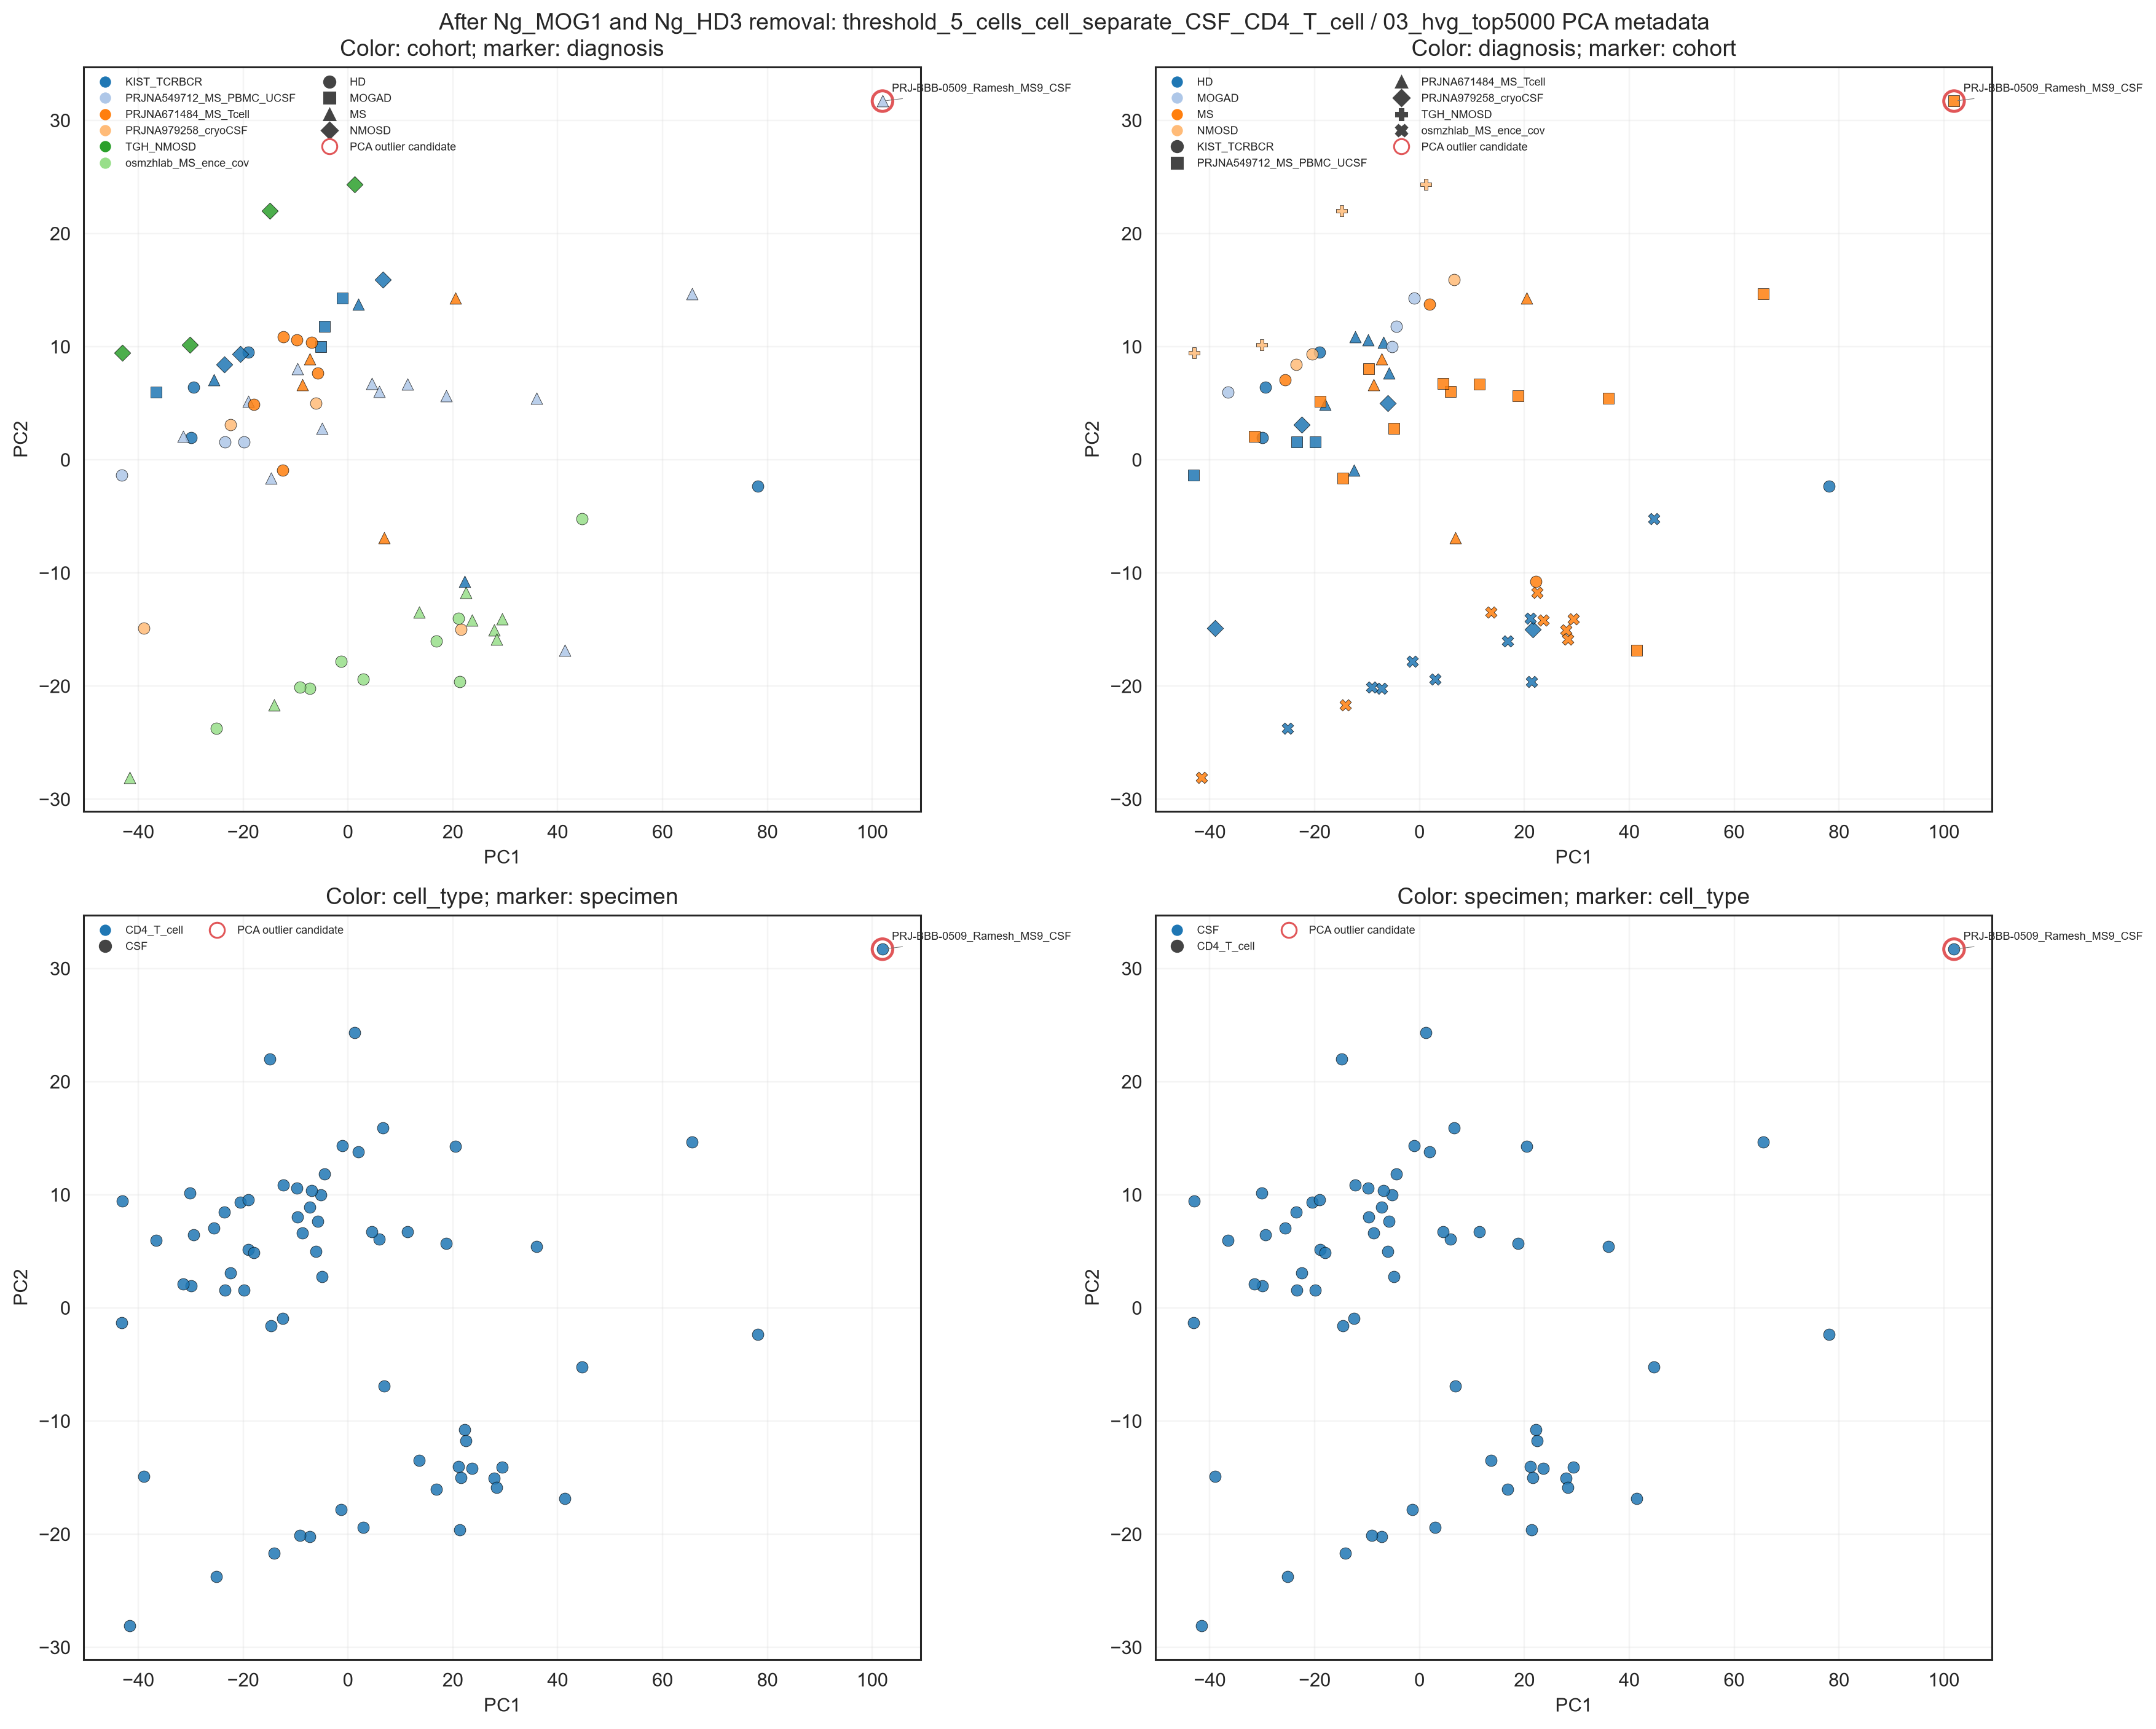 After Ng_MOG1 and Ng_HD3 removal: threshold_5_cells_cell_separate_CSF_CD4_T_cell / 03_hvg_top5000 PCA metadata
Color: cohort; marker: diagnosis
KIST_TCRBCR
PRJNA549712_MS_PBMC_UCSF
PRJNA671484_MS_Tcell
PRJNA979258_cryoCSF
TGH_NMOSD
osmzhlab_MS_ence_cov
HD
MOGAD
MS
NMOSD
PCA outlier candidate
PRJ-BBB-0509_Ramesh_MS9_CSF
30
20
10
0
−10
−20
−30
PC2
−40 −20 0 20 40 60 80 100
PC1
Color: diagnosis; marker: cohort
HD
MOGAD
MS
NMOSD
KIST_TCRBCR
PRJNA549712_MS_PBMC_UCSF
PRJNA671484_MS_Tcell
PRJNA979258_cryoCSF
TGH_NMOSD
osmzhlab_MS_ence_cov
PCA outlier candidate
PRJ-BBB-0509_Ramesh_MS9_CSF
30
20
10
0
−10
−20
−30
PC2
−40 −20 0 20 40 60 80 100
PC1
Color: cell_type; marker: specimen
CD4_T_cell
CSF
PCA outlier candidate
PRJ-BBB-0509_Ramesh_MS9_CSF
30
20
10
0
−10
−20
−30
PC2
−40 −20 0 20 40 60 80 100
PC1
Color: specimen; marker: cell_type
CSF
CD4_T_cell
PCA outlier candidate
PRJ-BBB-0509_Ramesh_MS9_CSF
30
20
10
0
−10
−20
−30
PC2
−40 −20 0 20 40 60 80 100
PC1